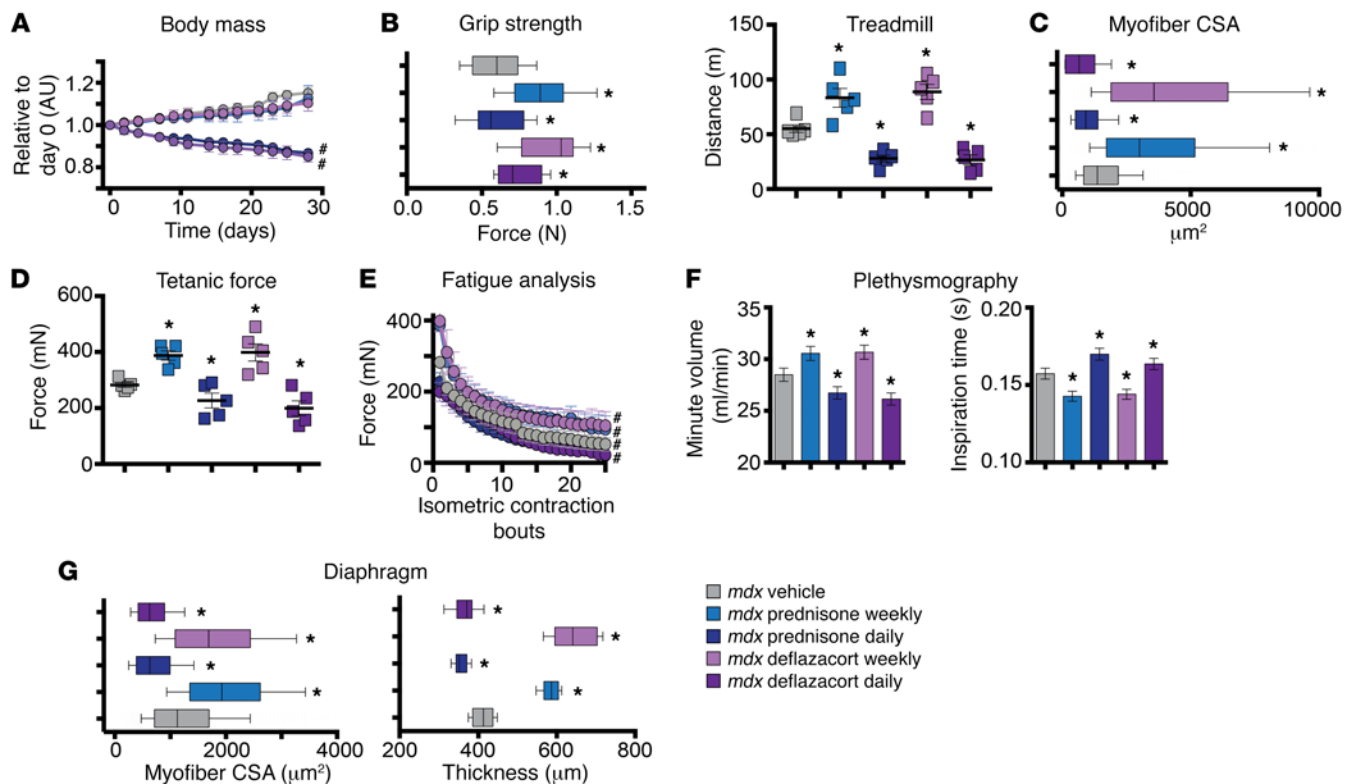 A
Body mass
Relative to
day 0 (AU)
1.2
1.0
0.8
#
#
0
10
20
30
Time (days)
B
Grip strength
*
*
*
*
0.0
0.5
1.0
1.5
Force (N)
Treadmill
Distance (m)
150
100
50
0
*
*
*
*
C
Myofiber CSA
*
*
*
*
0
5000
10000
μm²
D
Tetanic force
Force (mN)
600
400
200
0
*
*
*
*
E
Fatigue analysis
Force (mN)
400
200
0
#
#
#
#
0
10
20
Isometric contraction
bouts
F
Plethysmography
Minute volume
(ml/min)
35
30
25
20
*
*
*
*
Inspiration time (s)
0.20
0.15
0.10
*
*
*
*
G
Diaphragm
*
*
*
*
0
2000
4000
Myofiber CSA (μm²)
*
*
*
*
200
400
600
800
Thickness (μm)
mdx vehicle
mdx prednisone weekly
mdx prednisone daily
mdx deflazacort weekly
mdx deflazacort daily